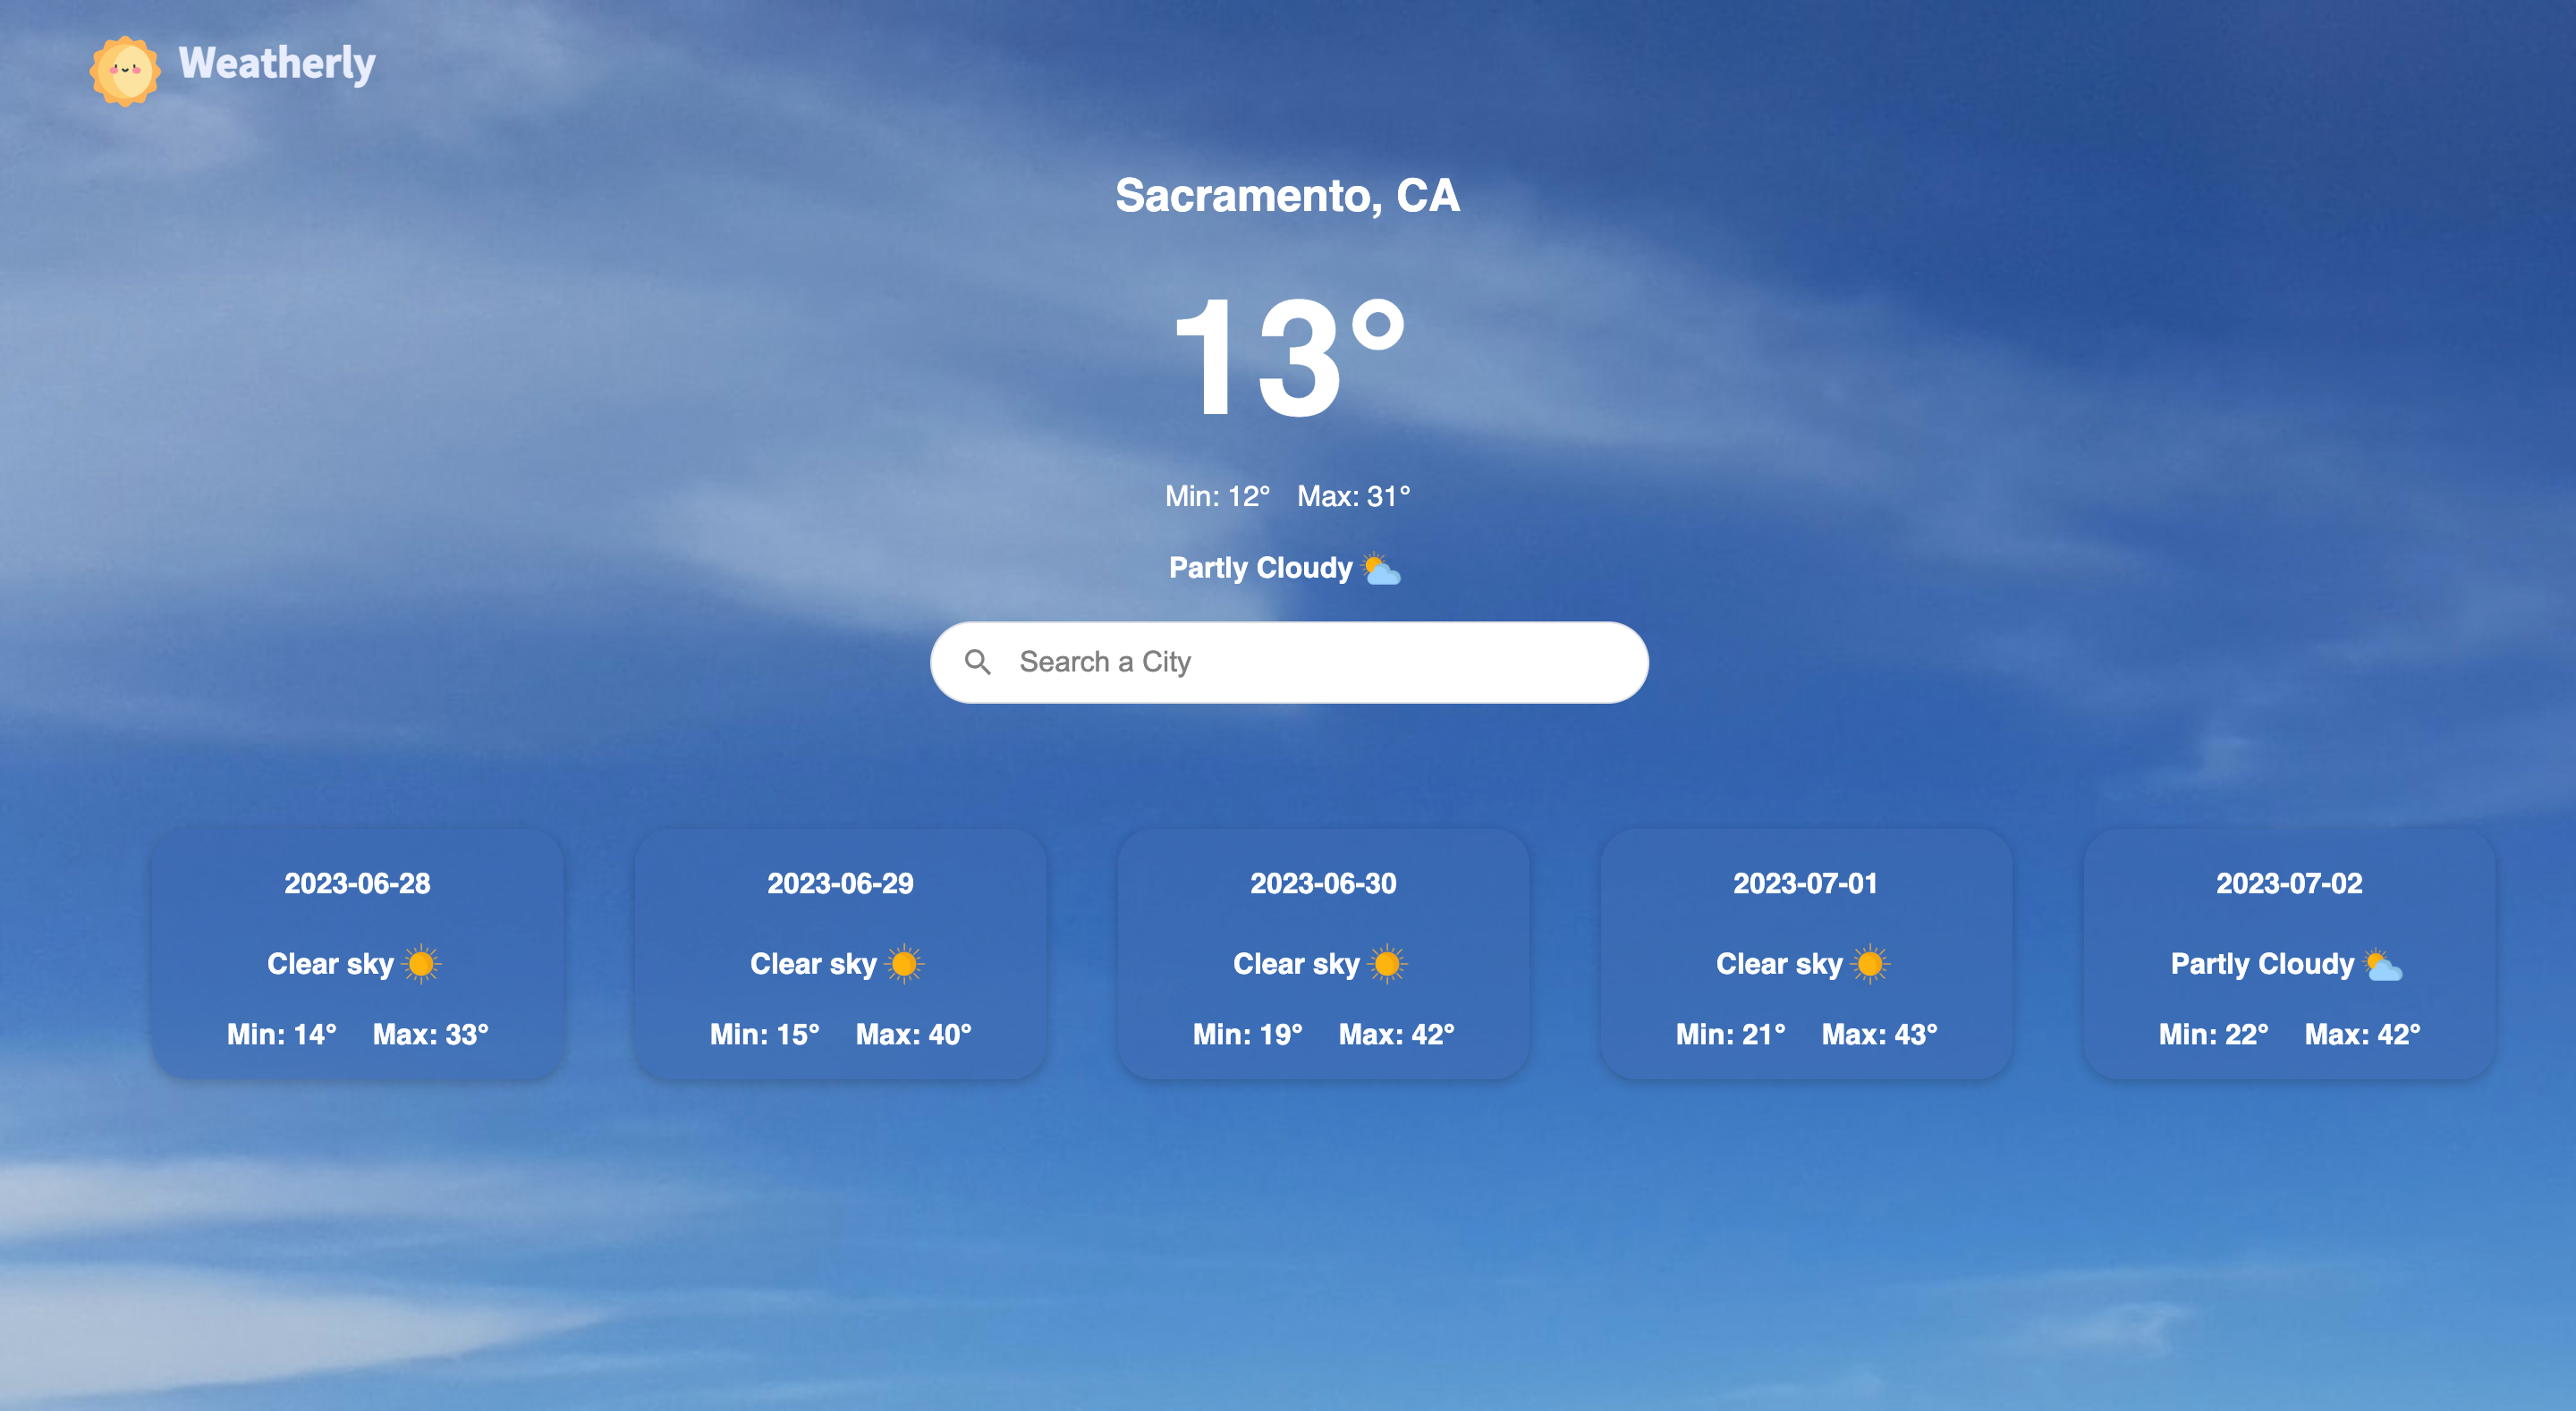 Weatherly
Sacramento, CA
13°
Min: 12° Max: 31°
Partly Cloudy
Search a City
2023-06-28
Clear sky
Min: 14° Max: 33°
2023-06-29
Clear sky
Min: 15° Max: 40°
2023-06-30
Clear sky
Min: 19° Max: 42°
2023-07-01
Clear sky
Min: 21° Max: 43°
2023-07-02
Partly Cloudy
Min: 22° Max: 42°